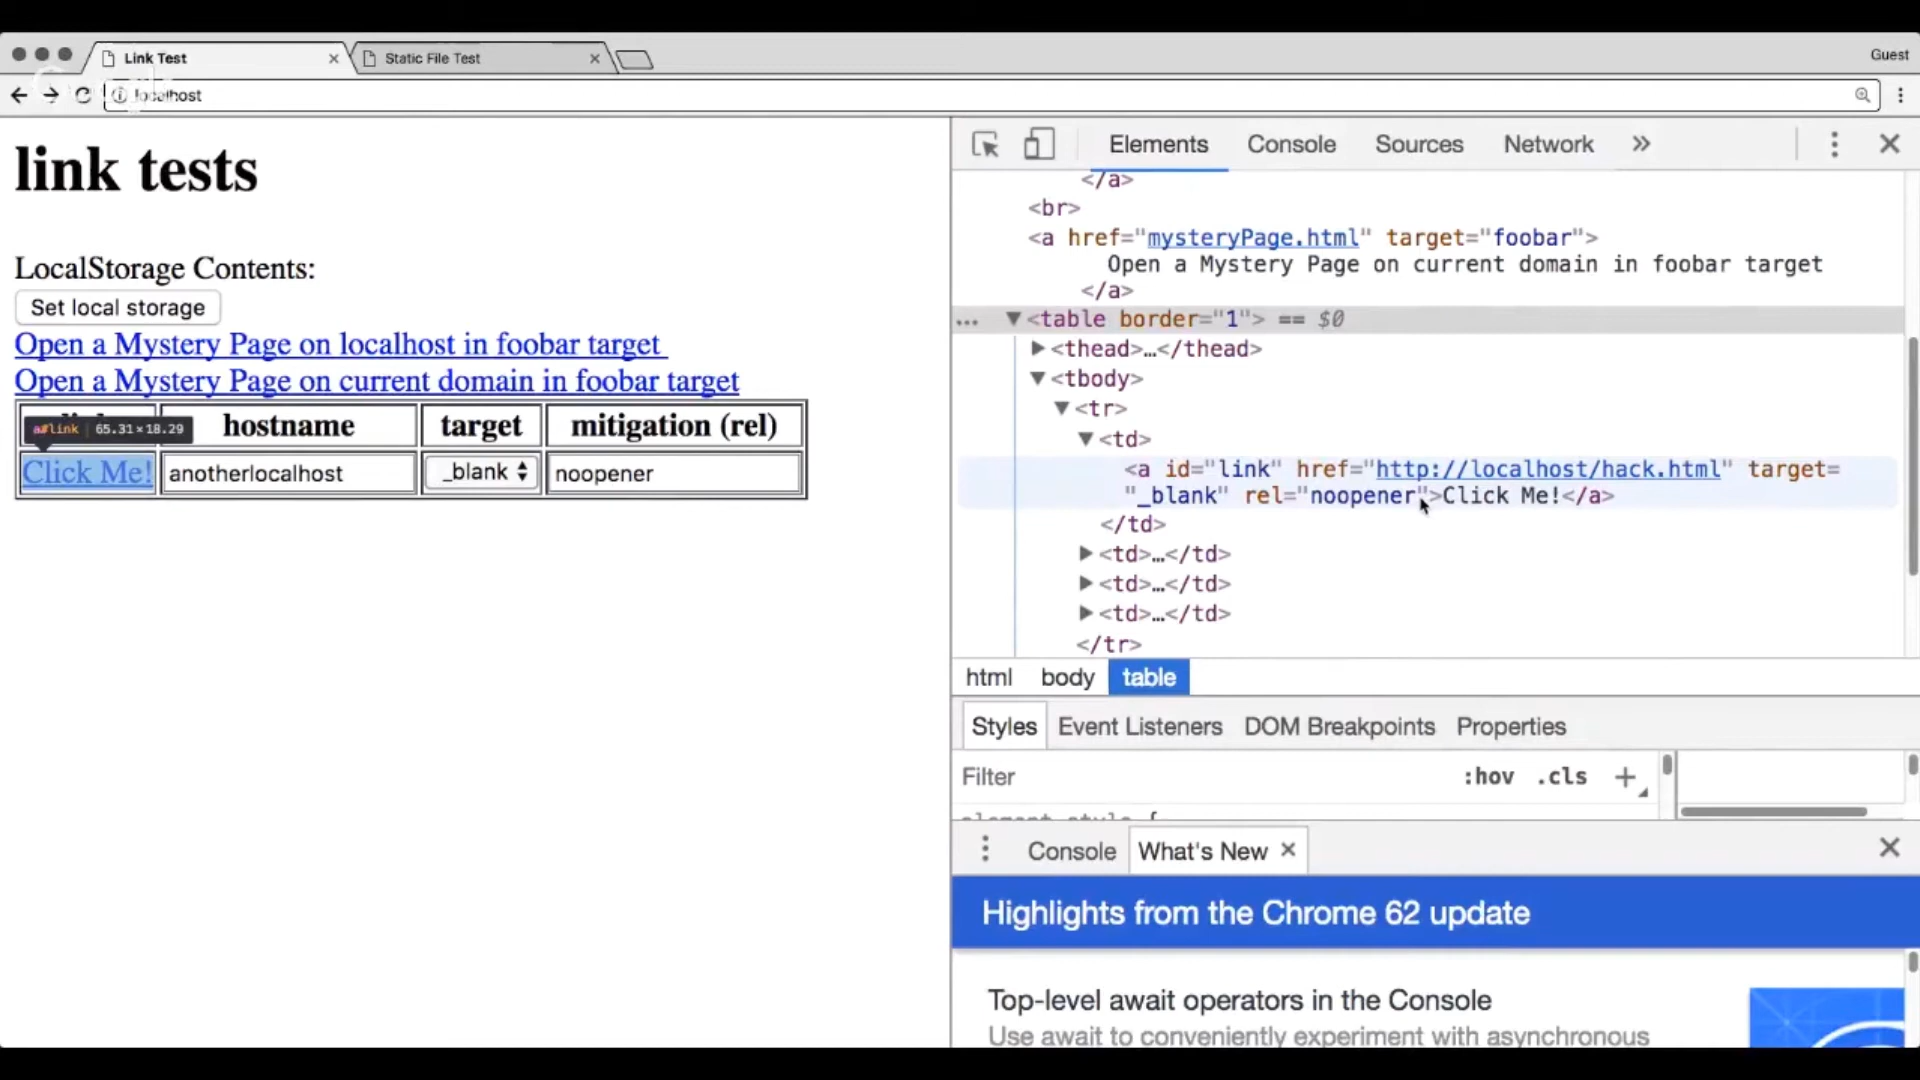 Link Test
Static File Test
Guest
localhost
link tests
LocalStorage Contents:
Set local storage
Open a Mystery Page on localhost in foobar target
Open a Mystery Page on current domain in foobar target
hostname target mitigation (rel)
a#link 65.31×18.29
Click Me! anotherlocalhost _blank noopener
Elements Console Sources Network »
</a>
<br>
<a href="mysteryPage.html" target="foobar">
Open a Mystery Page on current domain in foobar target
</a>
… ▼<table border="1"> == $0
▶<thead>…</thead>
▼<tbody>
▼<tr>
▼<td>
<a id="link" href="http://localhost/hack.html" target=
"_blank" rel="noopener">Click Me!</a>
</td>
▶<td>…</td>
▶<td>…</td>
▶<td>…</td>
</tr>
html body table
Styles Event Listeners DOM Breakpoints Properties
Filter :hov .cls +
element.style {
Console What's New
Highlights from the Chrome 62 update
Top-level await operators in the Console
Use await to conveniently experiment with asynchronous